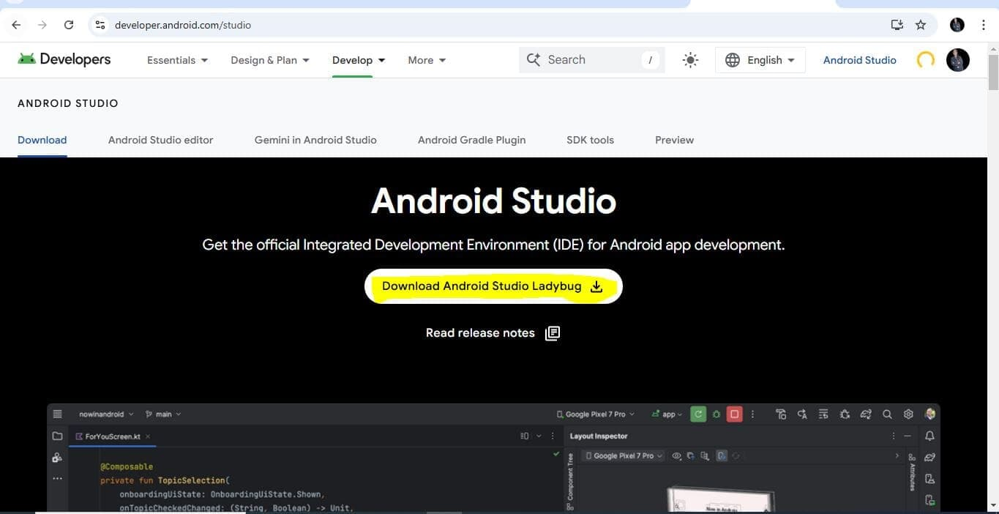 developer.android.com/studio
Developers Essentials Design & Plan Develop More Search / English Android Studio
ANDROID STUDIO
Download Android Studio editor Gemini in Android Studio Android Gradle Plugin SDK tools Preview
Android Studio
Get the official Integrated Development Environment (IDE) for Android app development.
Download Android Studio Ladybug
Read release notes
nowinandroid main Google Pixel 7 Pro app
ForYouScreen.kt Layout Inspector
Google Pixel 7 Pro
Component Tree
Attributes
@Composable
private fun TopicSelection(
onboardingUiState: OnboardingUiState.Shown,
onTopicCheckedChanged: (String, Boolean) -> Unit,